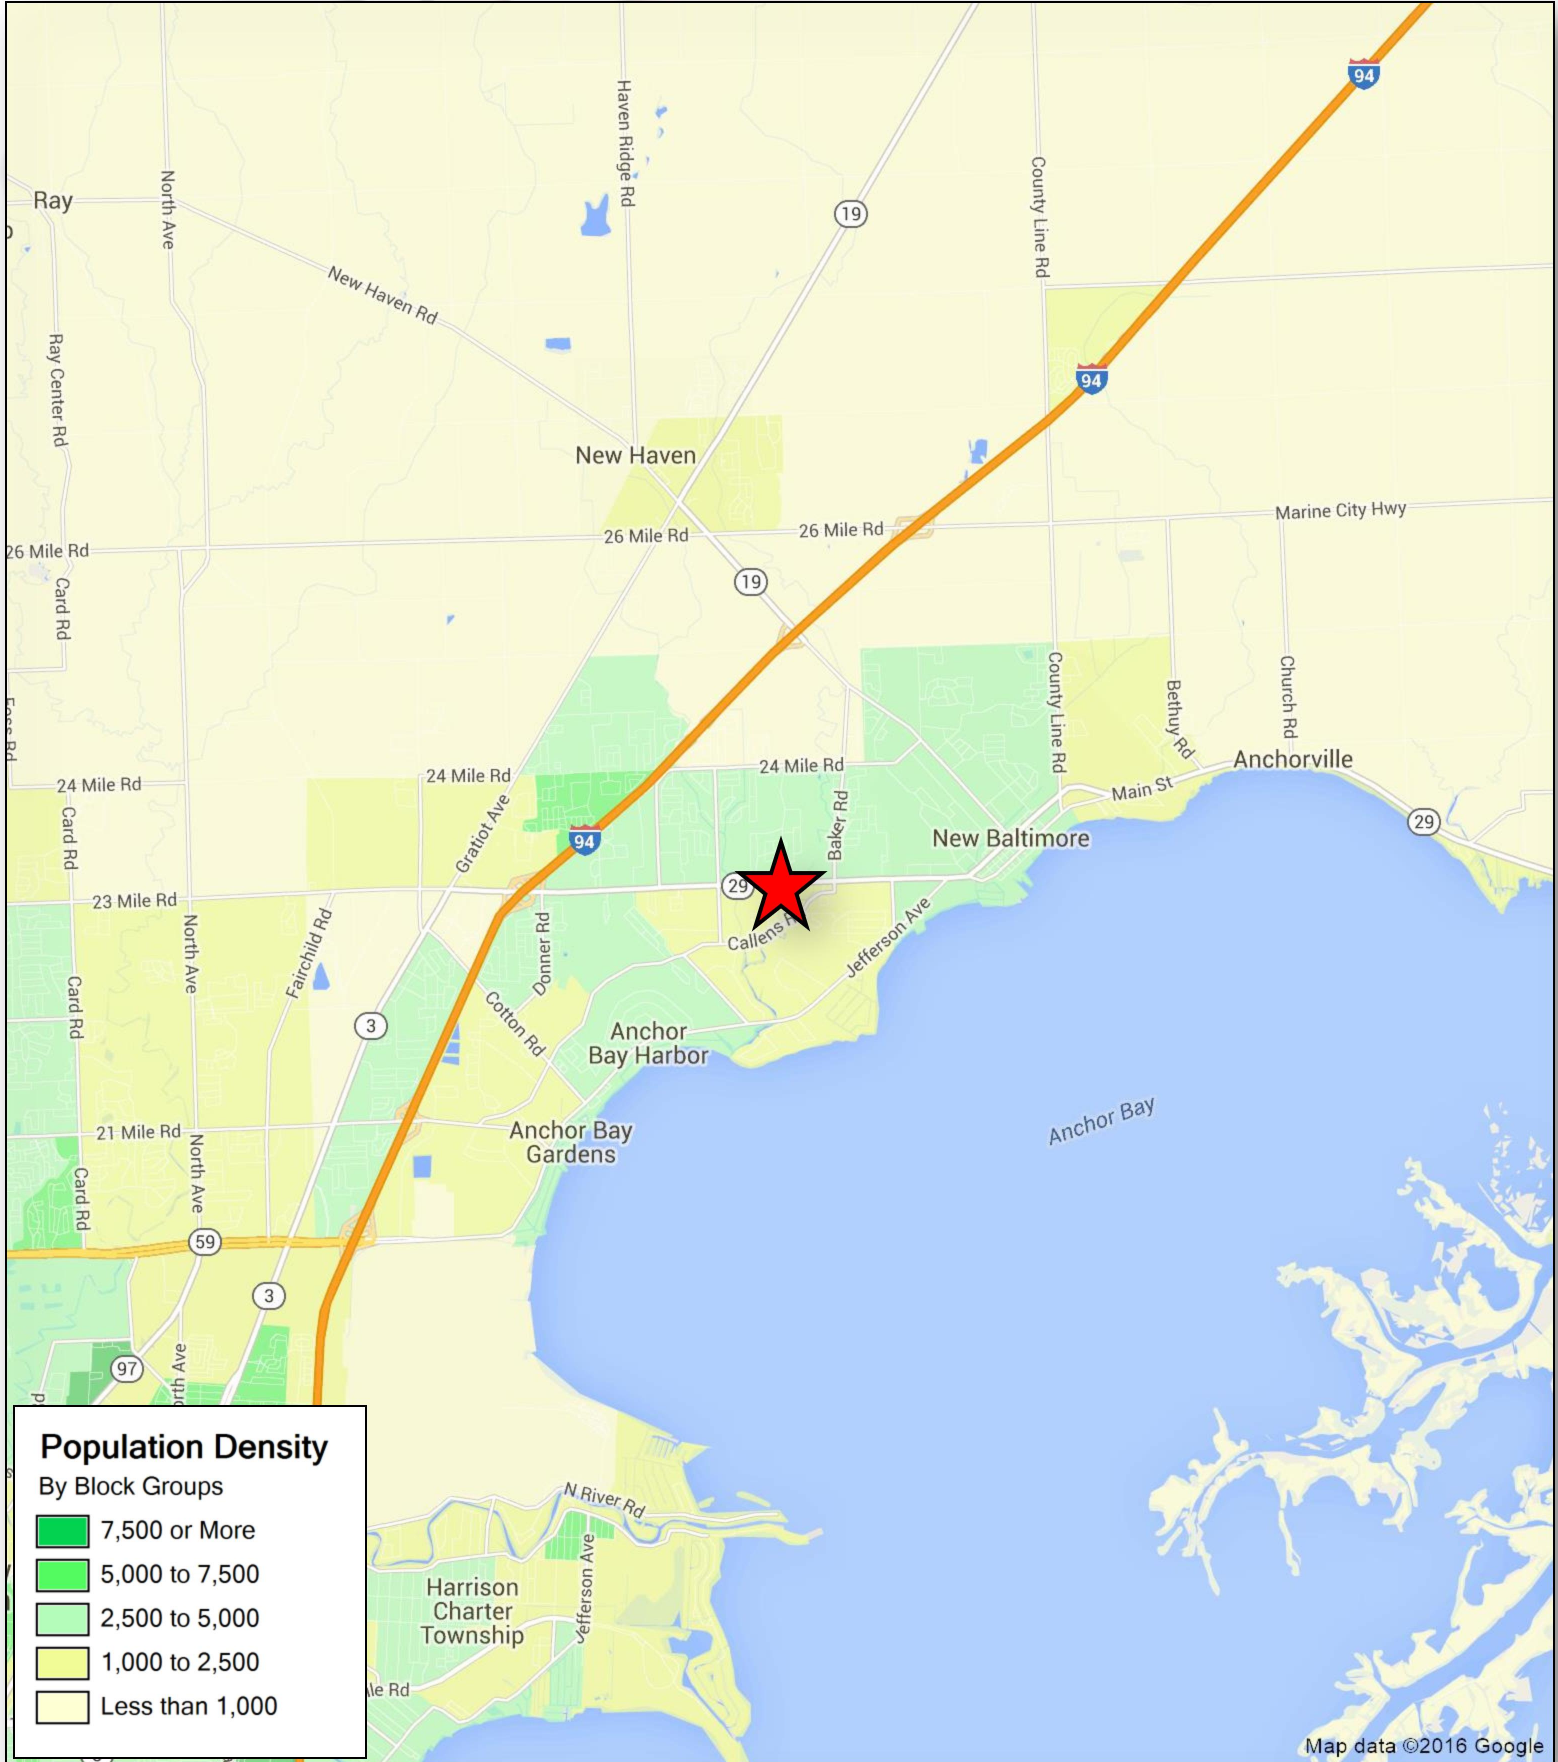 94
Haven Ridge Rd
North Ave
County Line Rd
Ray
19
New Haven Rd
Ray Center Rd
94
New Haven
Marine City Hwy
26 Mile Rd
26 Mile Rd
26 Mile Rd
Card Rd
19
County Line Rd
Church Rd
Bethuy Rd
Anchorville
24 Mile Rd
24 Mile Rd
24 Mile Rd
Main St
Card Rd
Gratiot Ave
Baker Rd
29
94
New Baltimore
29
23 Mile Rd
Callens R
Fairchild Rd
North Ave
Donner Rd
Jefferson Ave
Card Rd
3
Cotton Rd
Anchor
Bay Harbor
Anchor Bay
21 Mile Rd
Anchor Bay
Gardens
North Ave
Card Rd
59
3
97
rth Ave
Population Density
By Block Groups
7,500 or More
5,000 to 7,500
2,500 to 5,000
1,000 to 2,500
Less than 1,000
N River Rd
Jefferson Ave
Harrison
Charter
Township
le Rd
Map data ©2016 Google